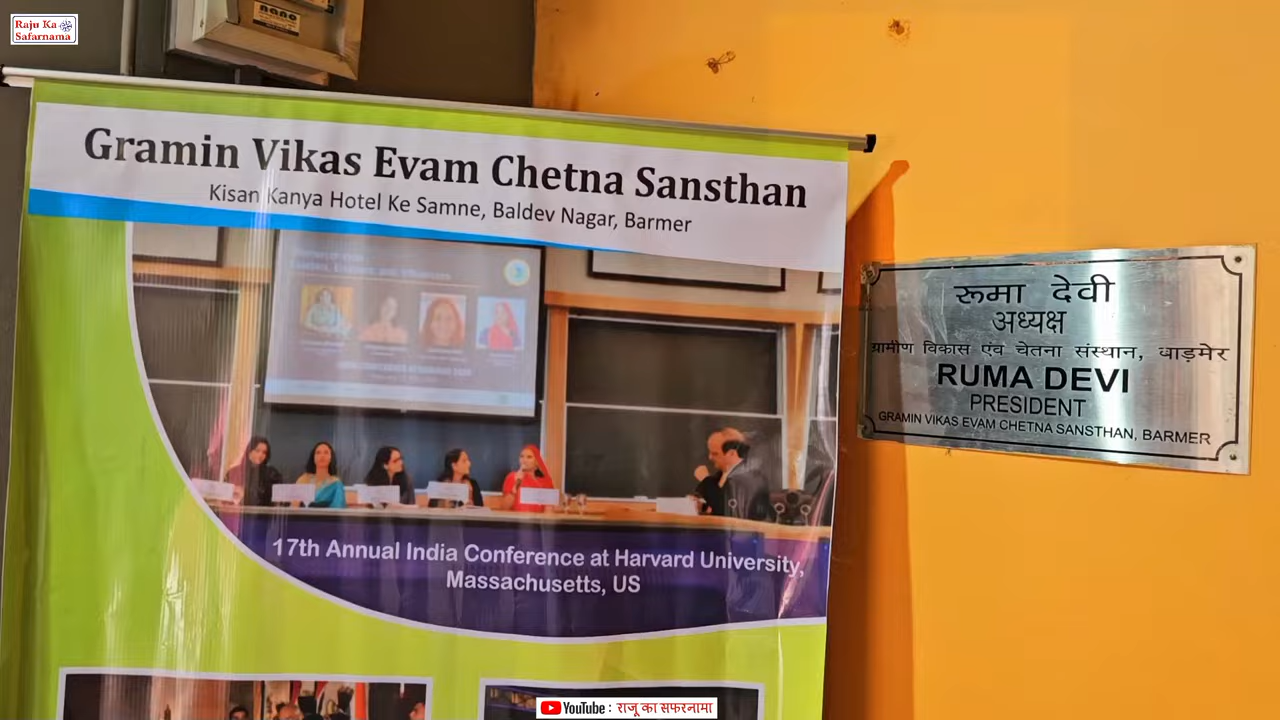 Raju Ka
Safarnama
nano
Gramin Vikas Evam Chetna Sansthan
Kisan Kanya Hotel Ke Samne, Baldev Nagar, Barmer
17th Annual India Conference at Harvard University,
Massachusetts, US
रूमा देवी
अध्यक्ष
ग्रामीण विकास एंव चेतना संस्थान, बाड़मेर
RUMA DEVI
PRESIDENT
GRAMIN VIKAS EVAM CHETNA SANSTHAN, BARMER
YouTube : राजू का सफरनामा